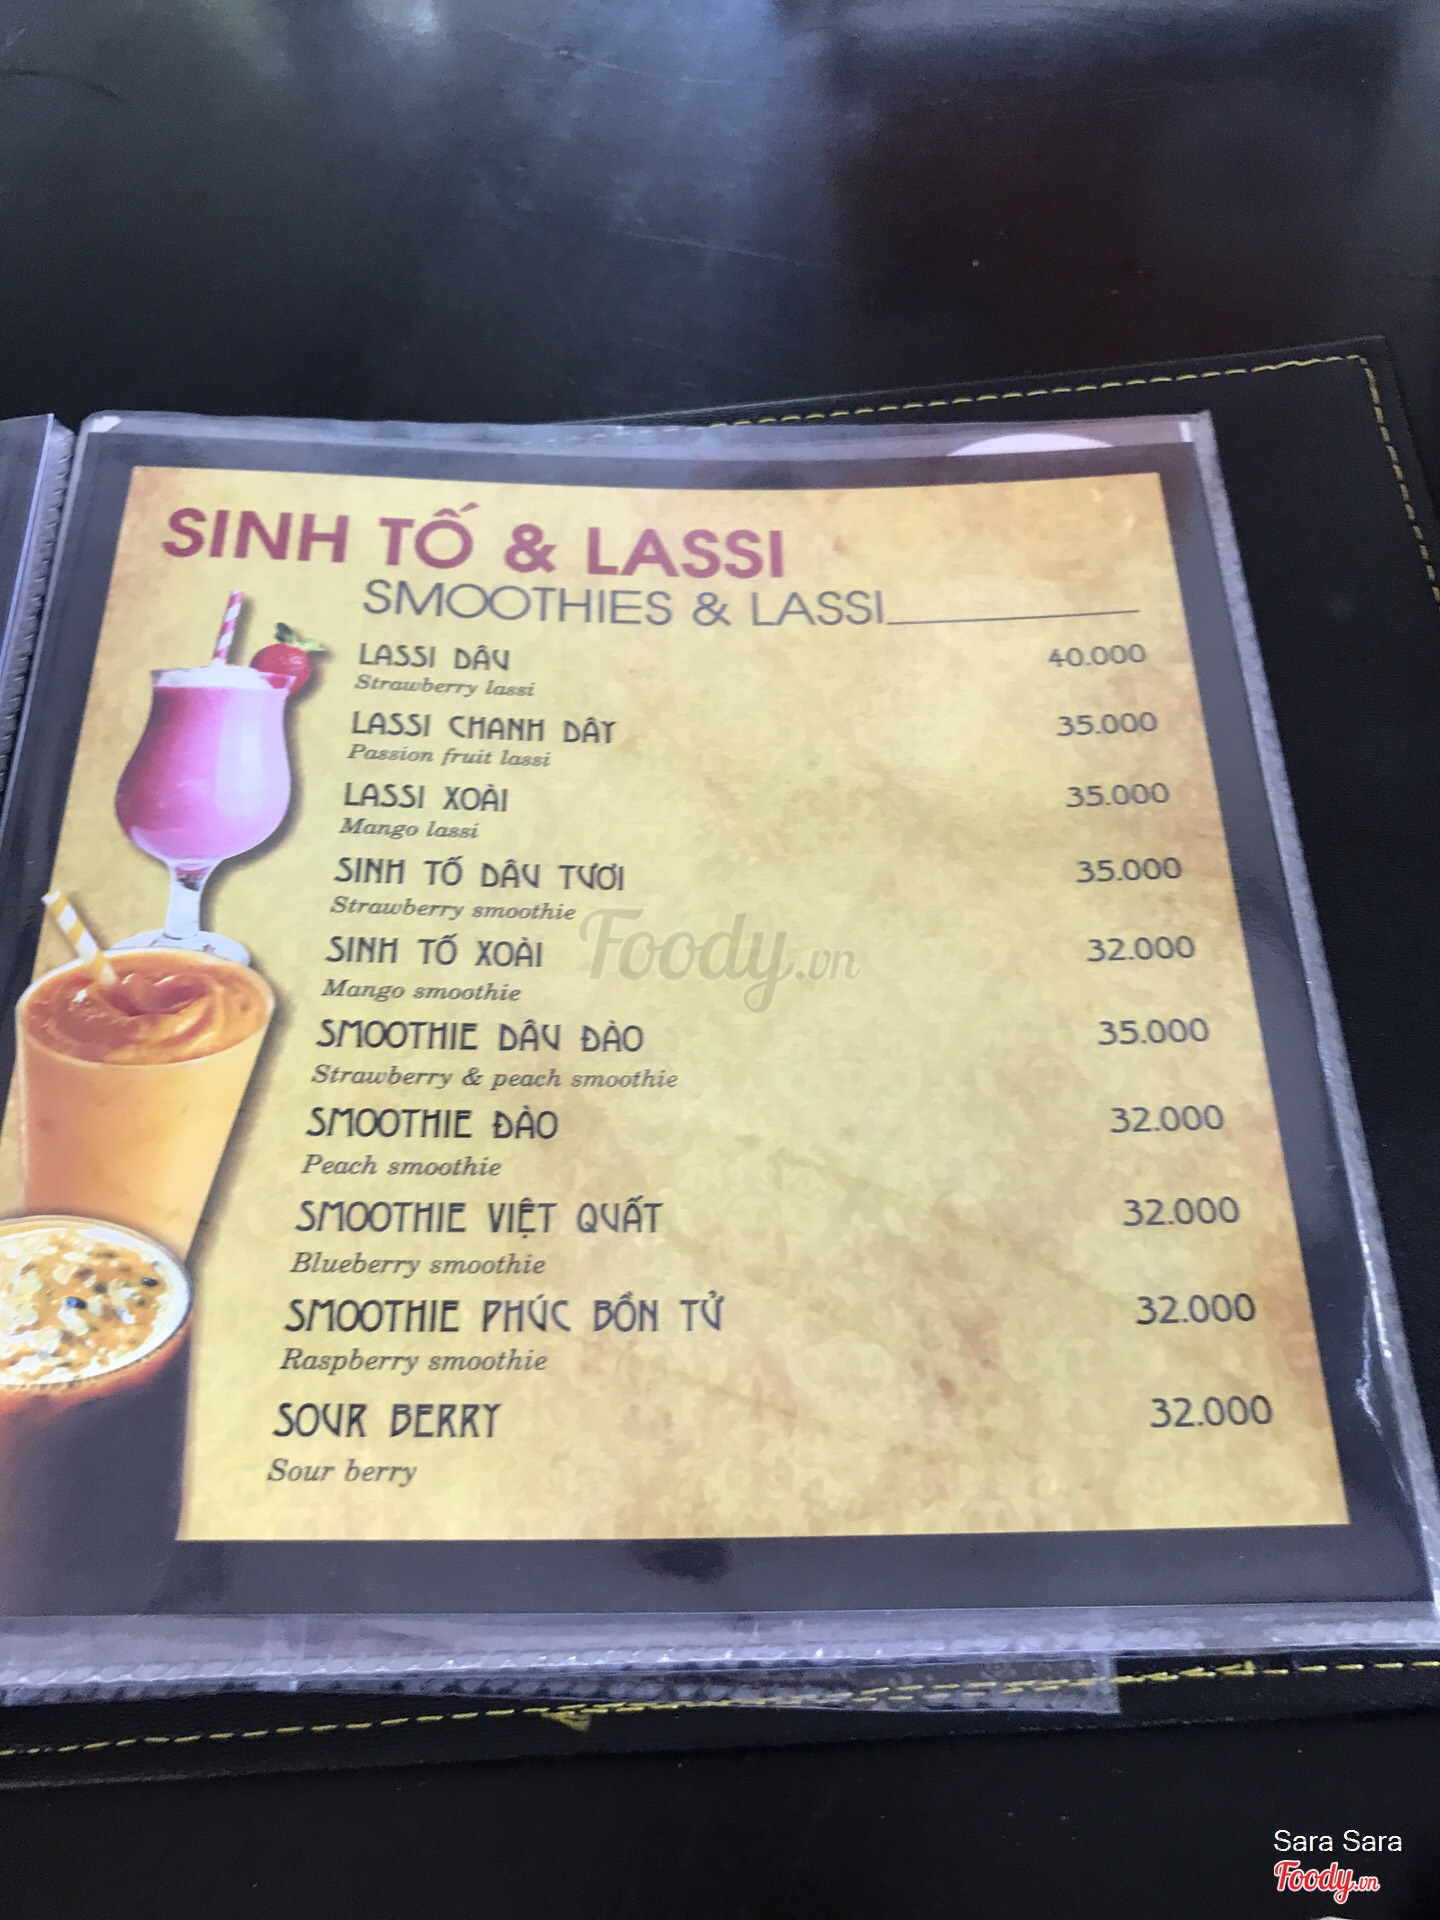 SINH TỐ & LASSI
SMOOTHIES & LASSI
LASSI DÂU 40.000
Strawberry lassi
LASSI CHANH DÂY 35.000
Passion fruit lassi
LASSI XOÀI 35.000
Mango lassi
SINH TỐ DÂU TƯƠI 35.000
Strawberry smoothie
SINH TỐ XOÀI 32.000
Mango smoothie
SMOOTHIE DÂU ĐÀO 35.000
Strawberry & peach smoothie
SMOOTHIE ĐÀO 32.000
Peach smoothie
SMOOTHIE VIỆT QUẤT 32.000
Blueberry smoothie
SMOOTHIE PHÚC BỒN TỬ 32.000
Raspberry smoothie
SOUR BERRY 32.000
Sour berry
Foody.vn
Sara Sara
Foody.vn